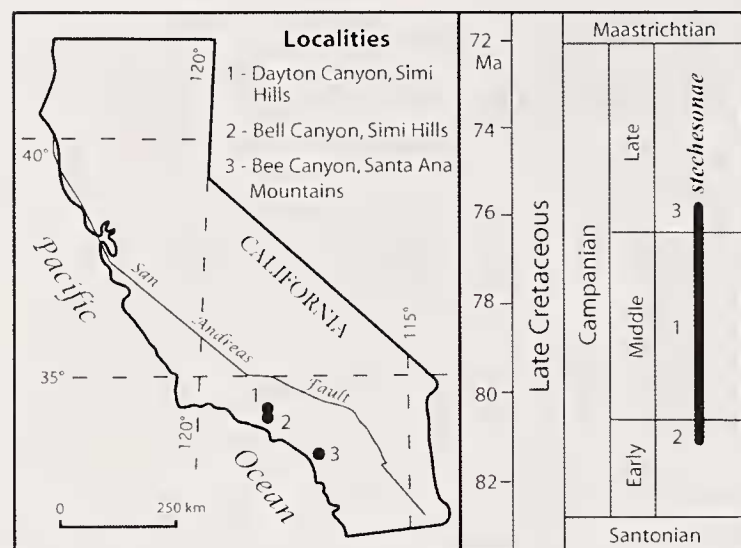 Localities
1 - Dayton Canyon, Simi
Hills
2 - Bell Canyon, Simi Hills
3 - Bee Canyon, Santa Ana
Mountains
120°
40°
Pacific
San
Andreas
Fault
CALIFORNIA
115°
35°
1
2
3
120°
Ocean
0
250 km
72
Ma
74
76
78
80
82
Late Cretaceous
Maastrichtian
Campanian
Late
Middle
Early
Santonian
stechesonae
3
1
2